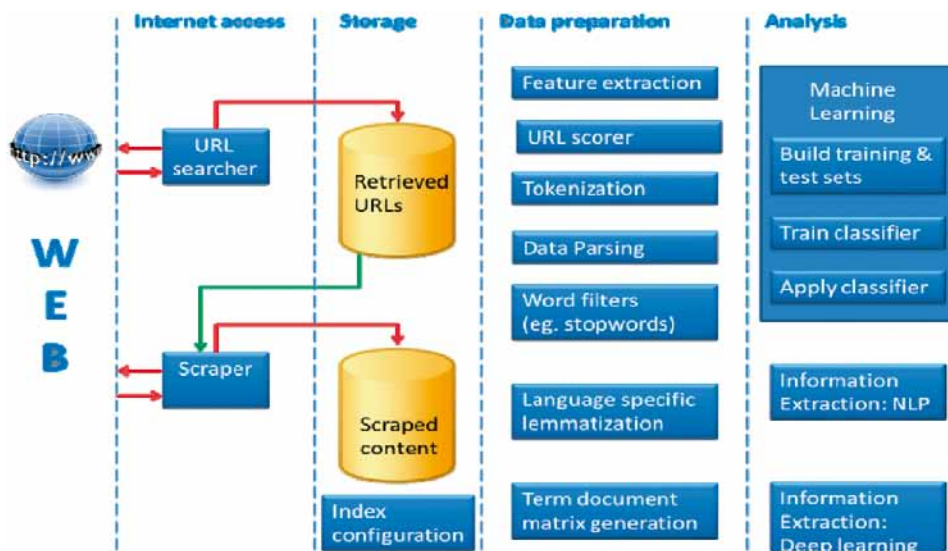 Internet access
Storage
Data preparation
Analysis
http://www
W
E
B
URL
searcher
Scraper
Retrieved
URLs
Scraped
content
Index
configuration
Feature extraction
URL scorer
Tokenization
Data Parsing
Word filters
(eg. stopwords)
Language specific
lemmatization
Term document
matrix generation
Machine
Learning
Build training &
test sets
Train classifier
Apply classifier
Information
Extraction: NLP
Information
Extraction:
Deep learning